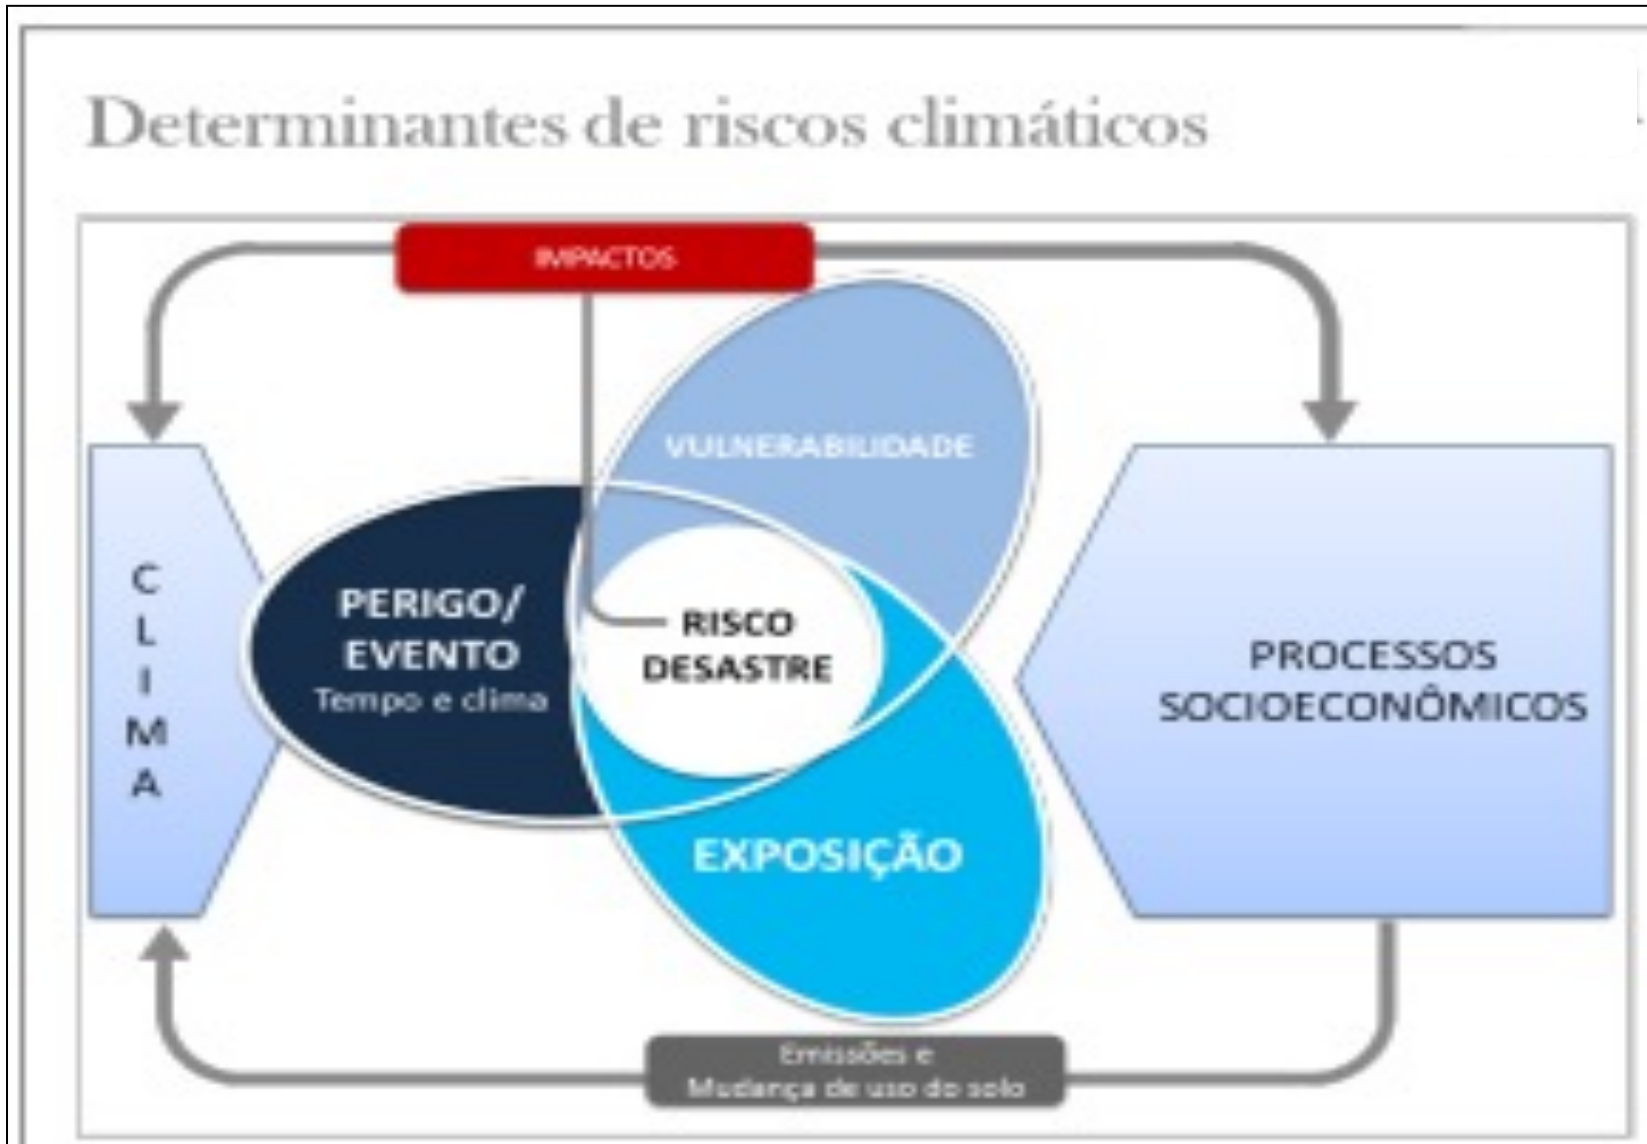 Determinantes de riscos climáticos
IMPACTOS
VULNERABILIDADE
CLIMA
PERIGO/
EVENTO
Tempo e clima
RISCO
DESASTRE
PROCESSOS
SOCIOECONÔMICOS
EXPOSIÇÃO
Emissões e
Mudança de uso do solo